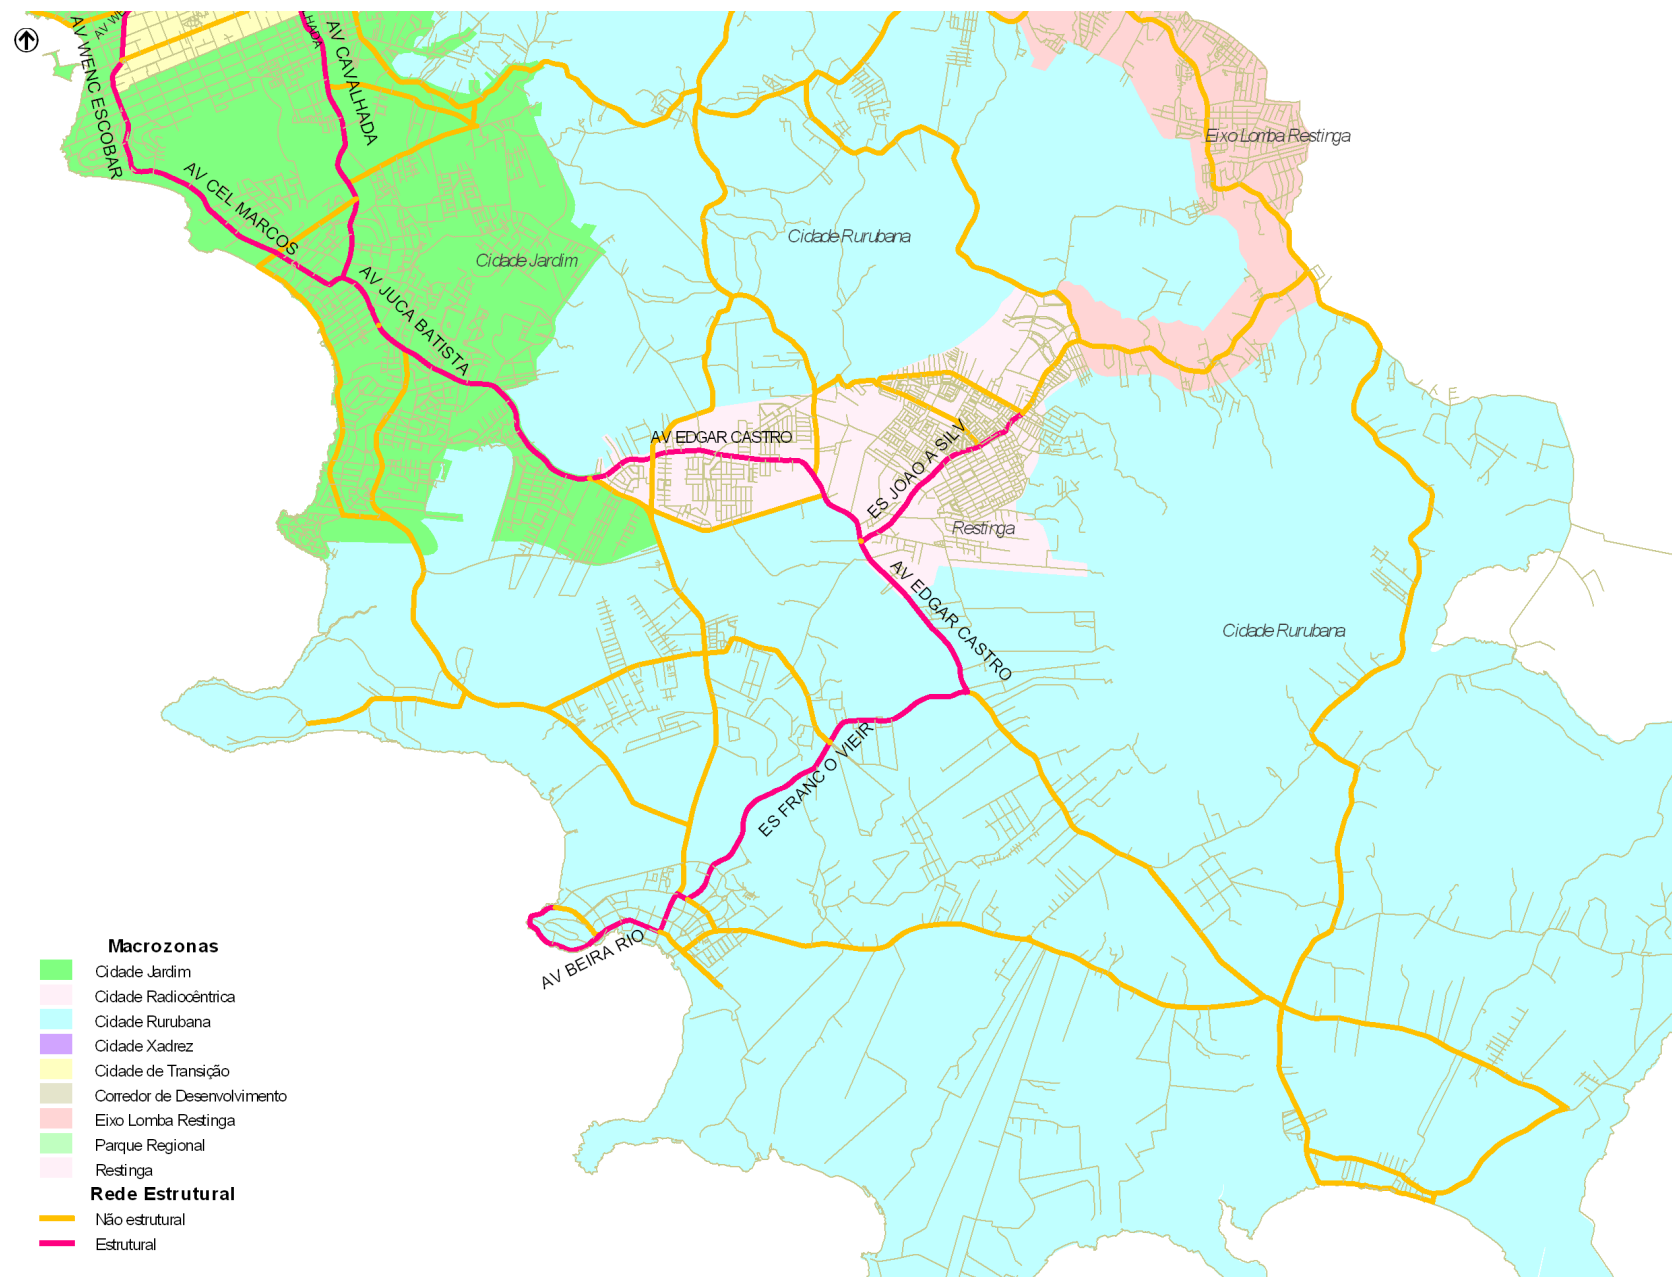 AV WENC ESCOBAR
AV CAVALHADA
Eixo Lomba Restinga
AV CEL MARCOS
Cidade Rurubana
Cidade Jardim
AV JUCA BATISTA
AV EDGAR CASTRO
ES JOAO A SILV
Restinga
AV EDGAR CASTRO
Cidade Rurubana
ES FRANC O VIEIR
AV BEIRA RIO
Macrozonas
Cidade Jardim
Cidade Radiocêntrica
Cidade Rurubana
Cidade Xadrez
Cidade de Transição
Corredor de Desenvolvimento
Eixo Lomba Restinga
Parque Regional
Restinga
Rede Estrutural
Não estrutural
Estrutural